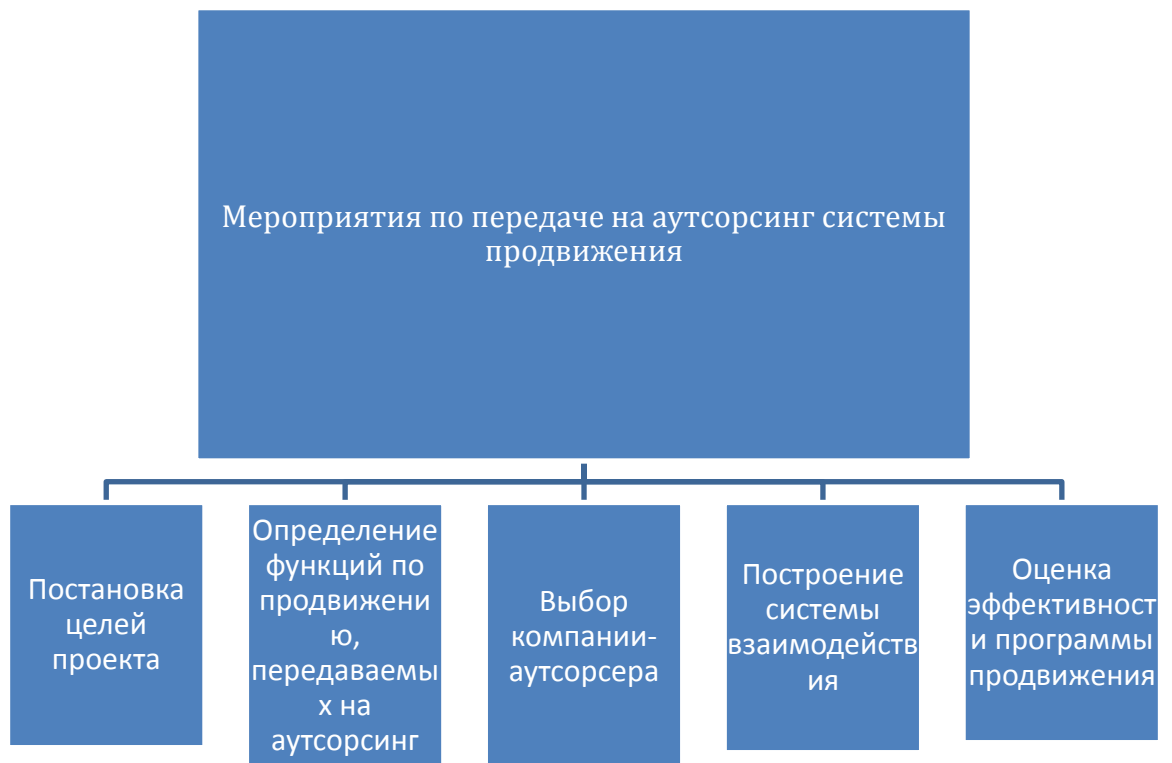 Мероприятия по передаче на аутсорсинг системы
продвижения
Постановка
целей
проекта
Определение
функций по
продвижени
ю,
передаваемы
х на
аутсорсинг
Выбор
компании-
аутсорсера
Построение
системы
взаимодейств
ия
Оценка
эффективност
и программы
продвижения